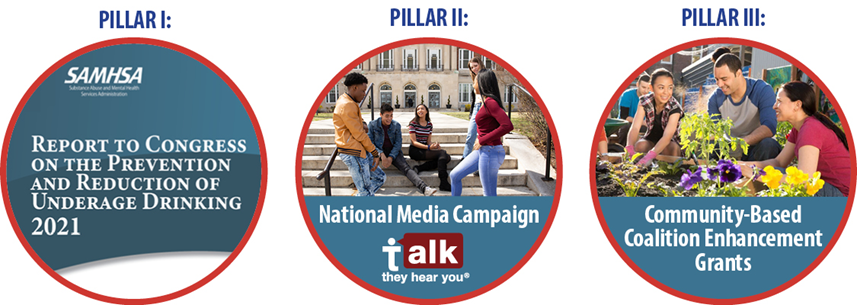 PILLAR I:
SAMHSA
Substance Abuse and Mental Health
Services Administration
REPORT TO CONGRESS
ON THE PREVENTION
AND REDUCTION OF
UNDERAGE DRINKING
2021
PILLAR II:
National Media Campaign
talk
they hear you®
PILLAR III:
Community-Based
Coalition Enhancement
Grants